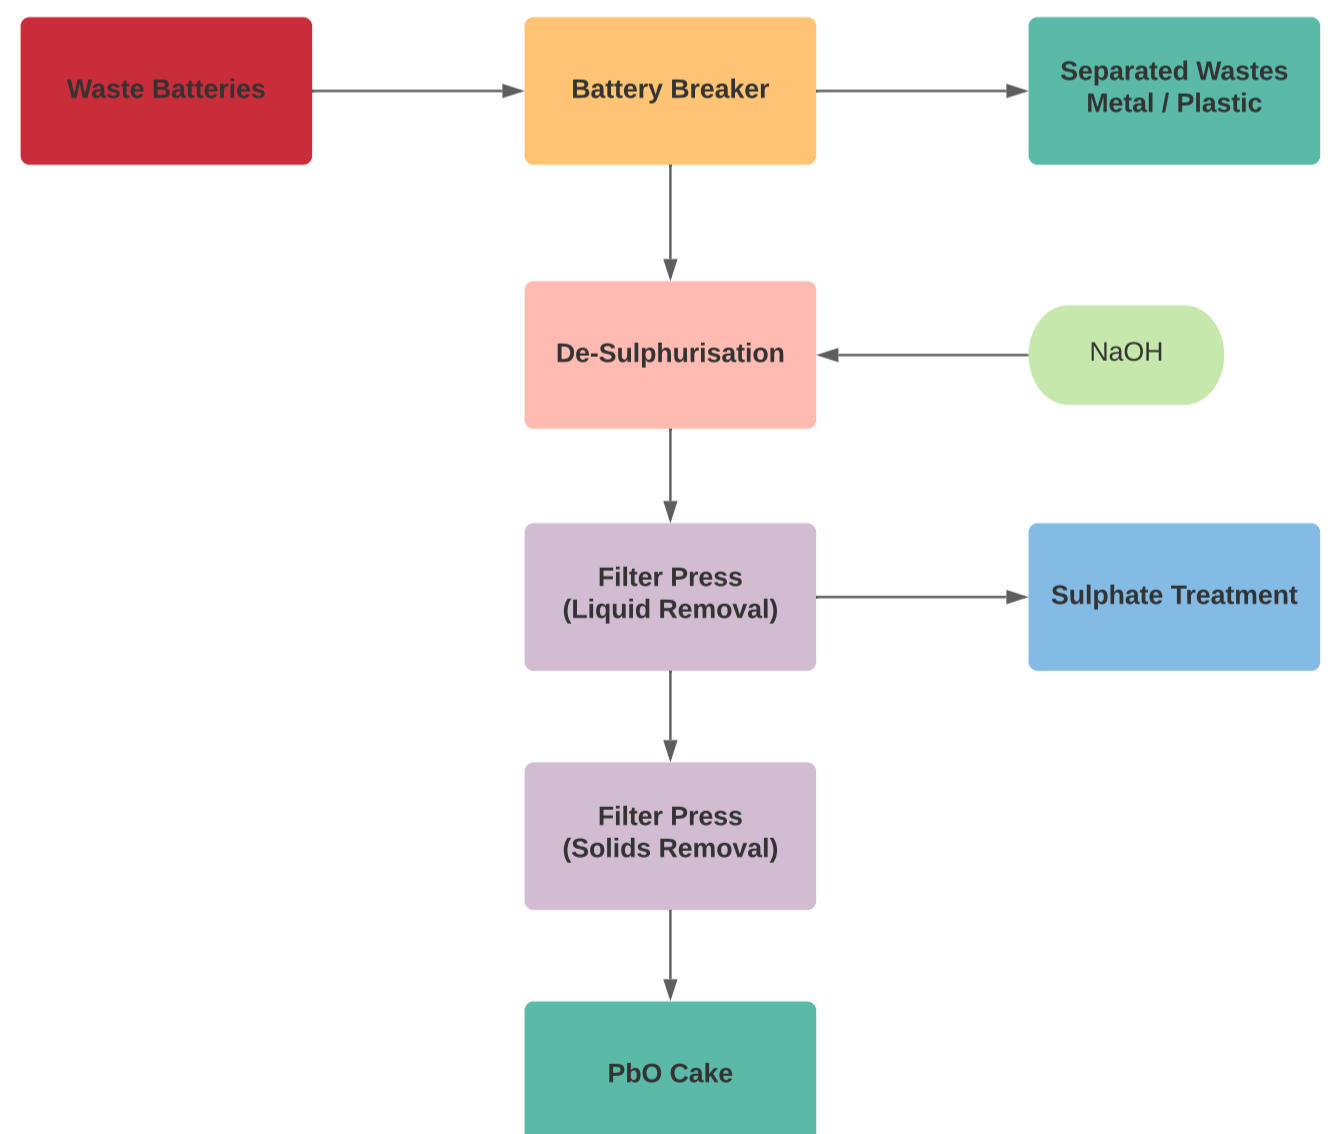 Waste Batteries
Battery Breaker
Separated Wastes
Metal / Plastic
De-Sulphurisation
NaOH
Filter Press
(Liquid Removal)
Sulphate Treatment
Filter Press
(Solids Removal)
PbO Cake